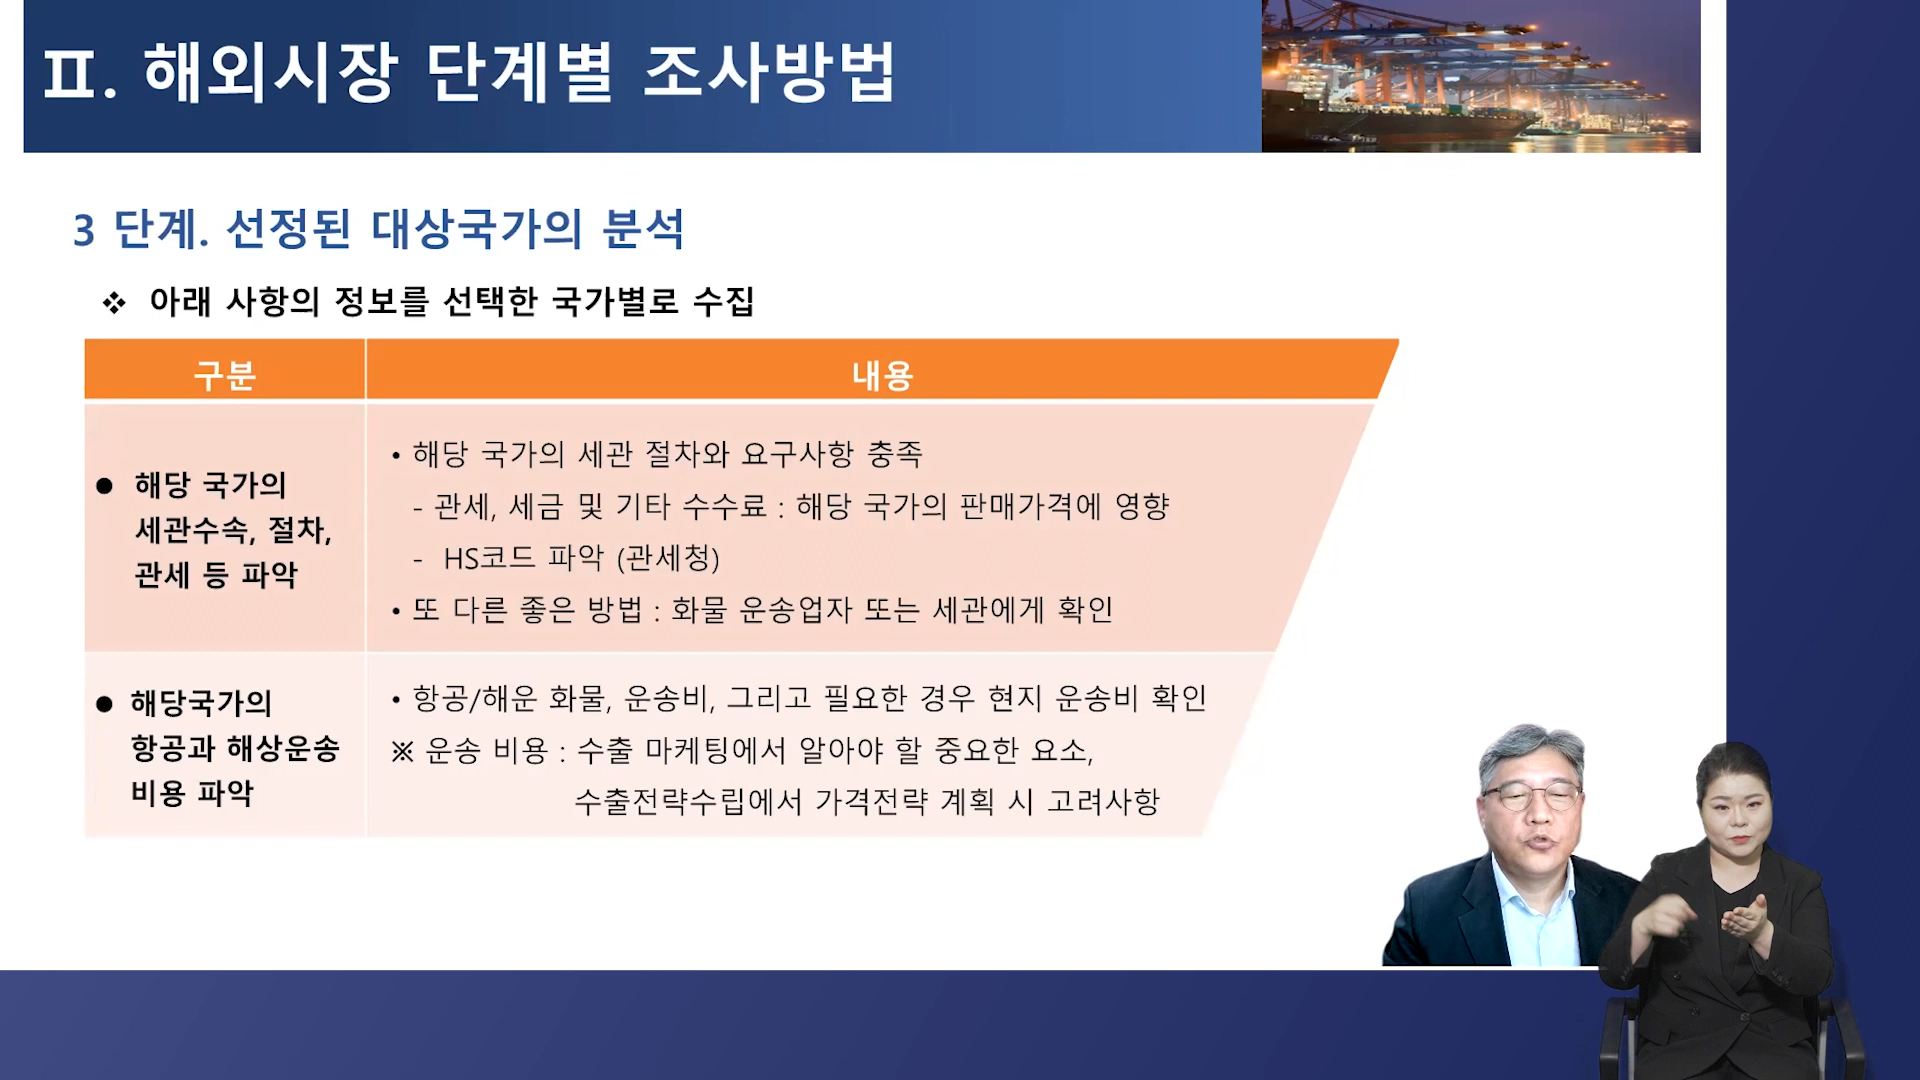 Ⅱ. 해외시장 단계별 조사방법
3 단계. 선정된 대상국가의 분석
❖ 아래 사항의 정보를 선택한 국가별로 수집
구분
내용
● 해당 국가의
세관수속, 절차,
관세 등 파악
• 해당 국가의 세관 절차와 요구사항 충족
- 관세, 세금 및 기타 수수료 : 해당 국가의 판매가격에 영향
- HS코드 파악 (관세청)
• 또 다른 좋은 방법 : 화물 운송업자 또는 세관에게 확인
● 해당국가의
항공과 해상운송
비용 파악
• 항공/해운 화물, 운송비, 그리고 필요한 경우 현지 운송비 확인
※ 운송 비용 : 수출 마케팅에서 알아야 할 중요한 요소,
수출전략수립에서 가격전략 계획 시 고려사항